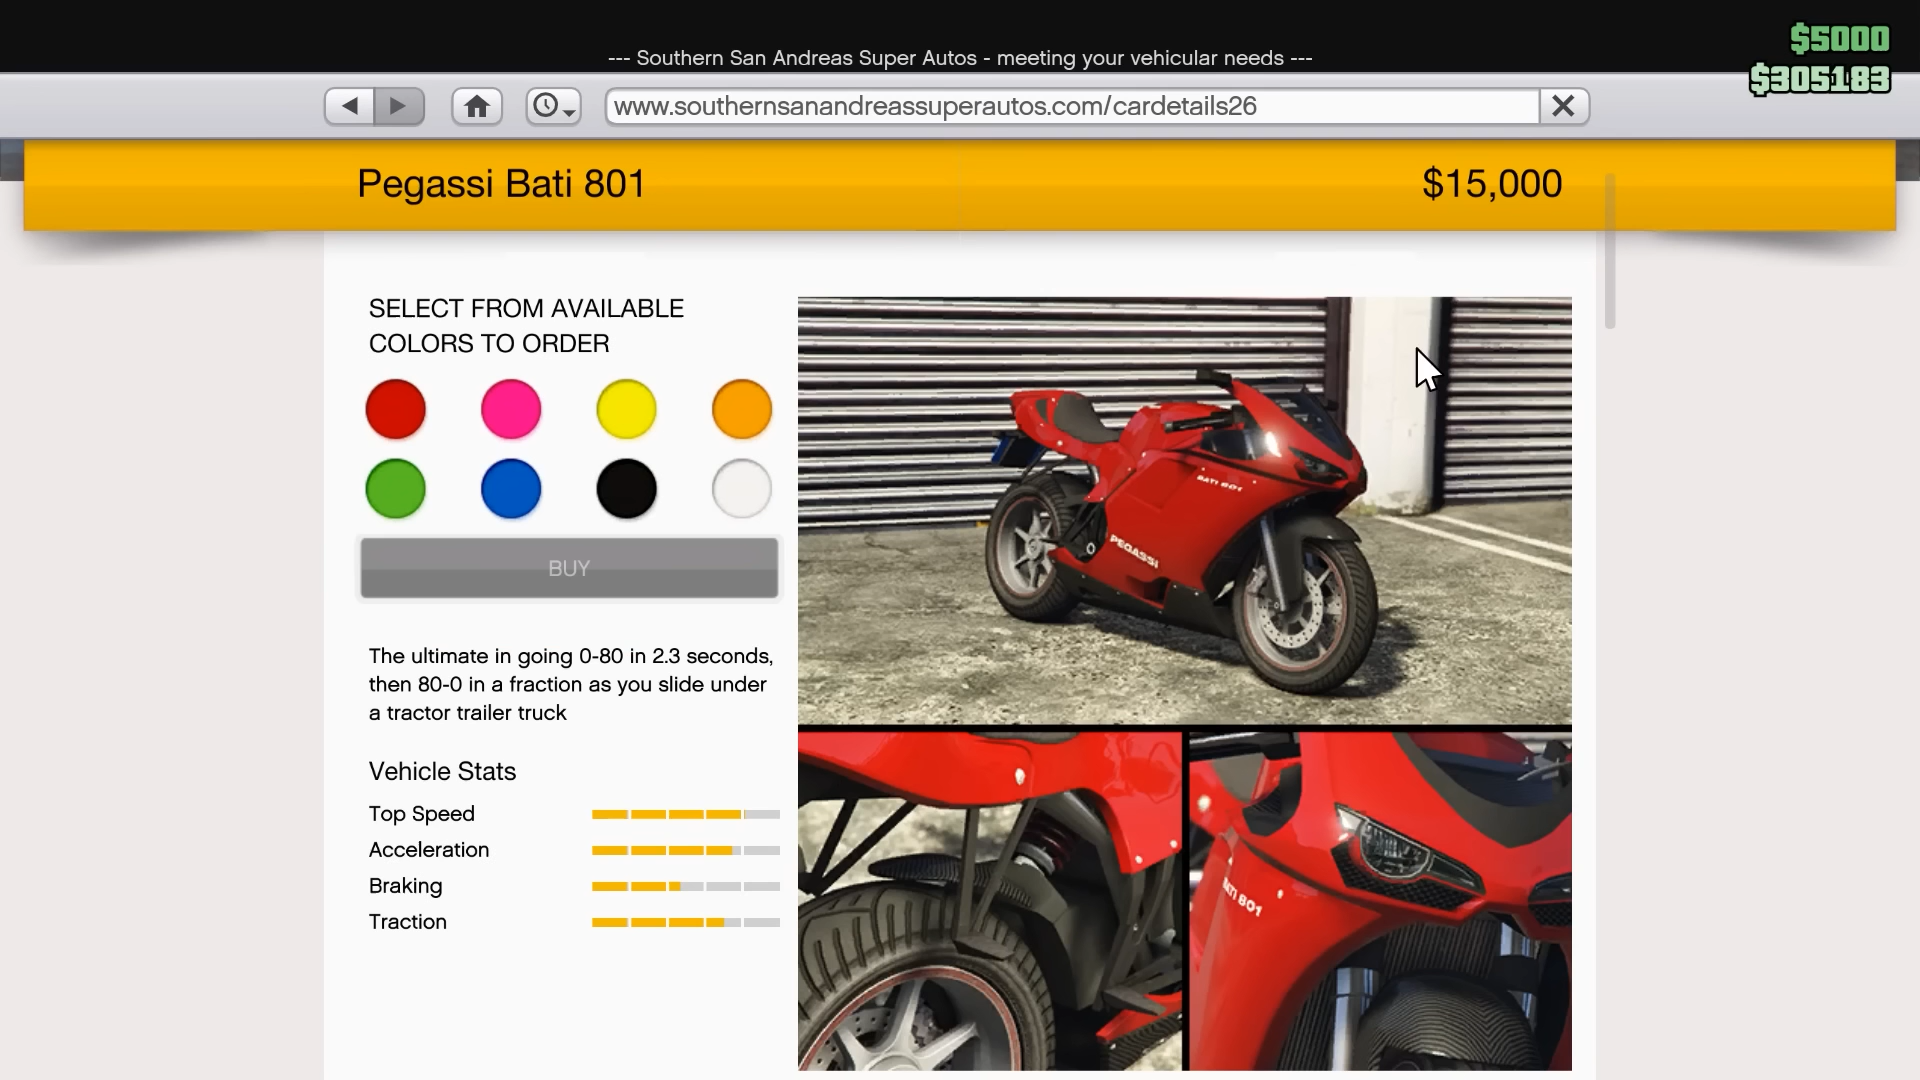 --- Southern San Andreas Super Autos - meeting your vehicular needs ---
$5000
$305183
www.southernsanandreassuperautos.com/cardetails26
Pegassi Bati 801
$15,000
SELECT FROM AVAILABLE
COLORS TO ORDER
BUY
The ultimate in going 0-80 in 2.3 seconds,
then 80-0 in a fraction as you slide under
a tractor trailer truck
Vehicle Stats
Top Speed
Acceleration
Braking
Traction
BATI 801
PEGASSI
BATI 801